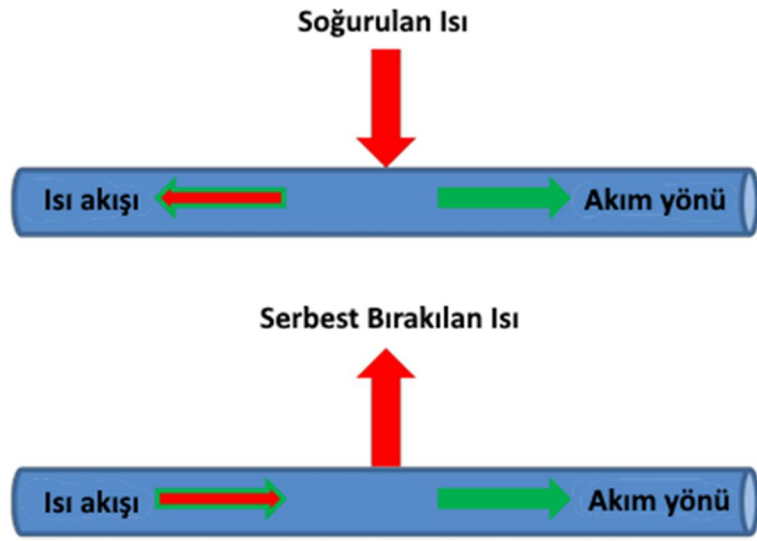 Soğurulan Isı
Isı akışı Akım yönü
Serbest Bırakılan Isı
Isı akışı Akım yönü